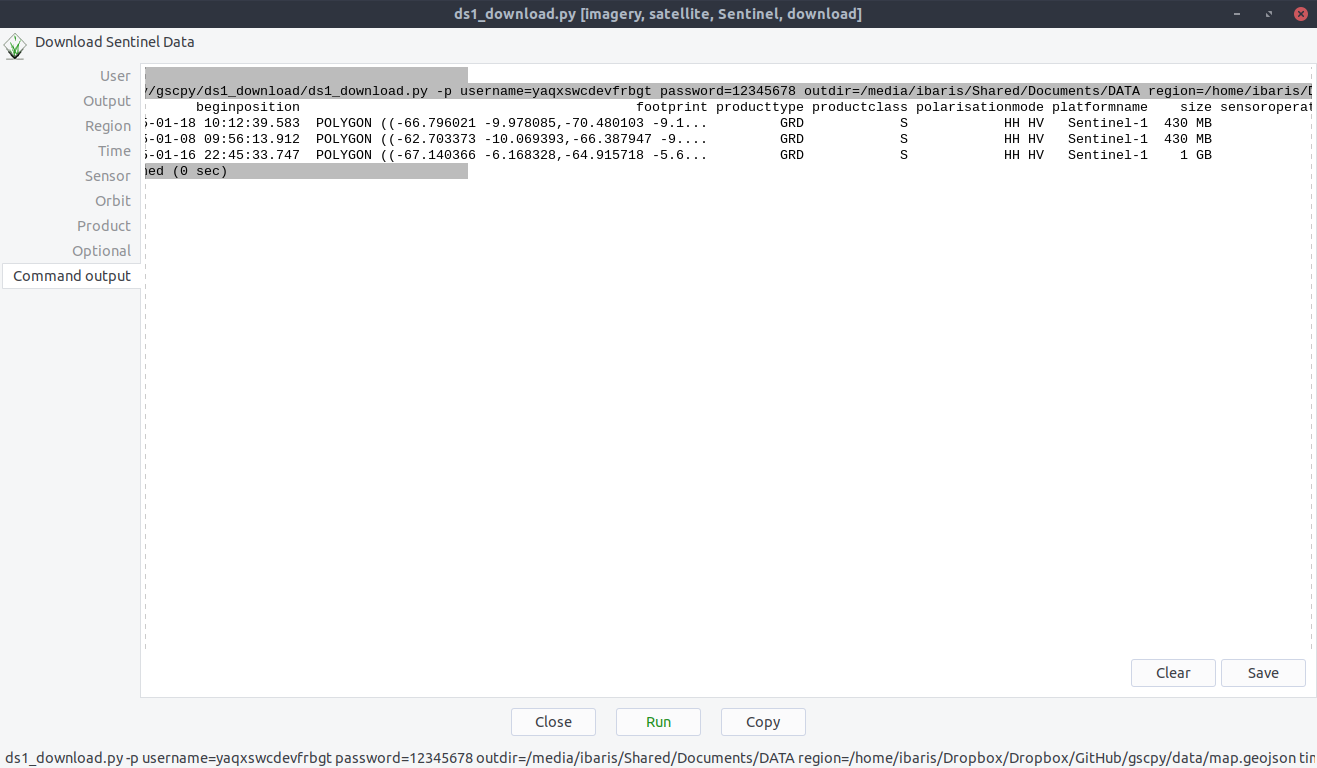 ds1_download.py [imagery, satellite, Sentinel, download]
Download Sentinel Data
User
Output
Region
Time
Sensor
Orbit
Product
Optional
Command output
/gscpy/ds1_download/ds1_download.py -p username=yaqxswcdevfrbgt password=12345678 outdir=/media/ibaris/Shared/Documents/DATA region=/home/ibaris/D
beginposition footprint producttype productclass polarisationmode platformname size sensoroperat
-01-18 10:12:39.583 POLYGON ((-66.796021 -9.978085,-70.480103 -9.1... GRD S HH HV Sentinel-1 430 MB
-01-08 09:56:13.912 POLYGON ((-62.703373 -10.069393,-66.387947 -9.... GRD S HH HV Sentinel-1 430 MB
-01-16 22:45:33.747 POLYGON ((-67.140366 -6.168328,-64.915718 -5.6... GRD S HH HV Sentinel-1 1 GB
ned (0 sec)
Clear Save
Close Run Copy
ds1_download.py -p username=yaqxswcdevfrbgt password=12345678 outdir=/media/ibaris/Shared/Documents/DATA region=/home/ibaris/Dropbox/Dropbox/GitHub/gscpy/data/map.geojson tim